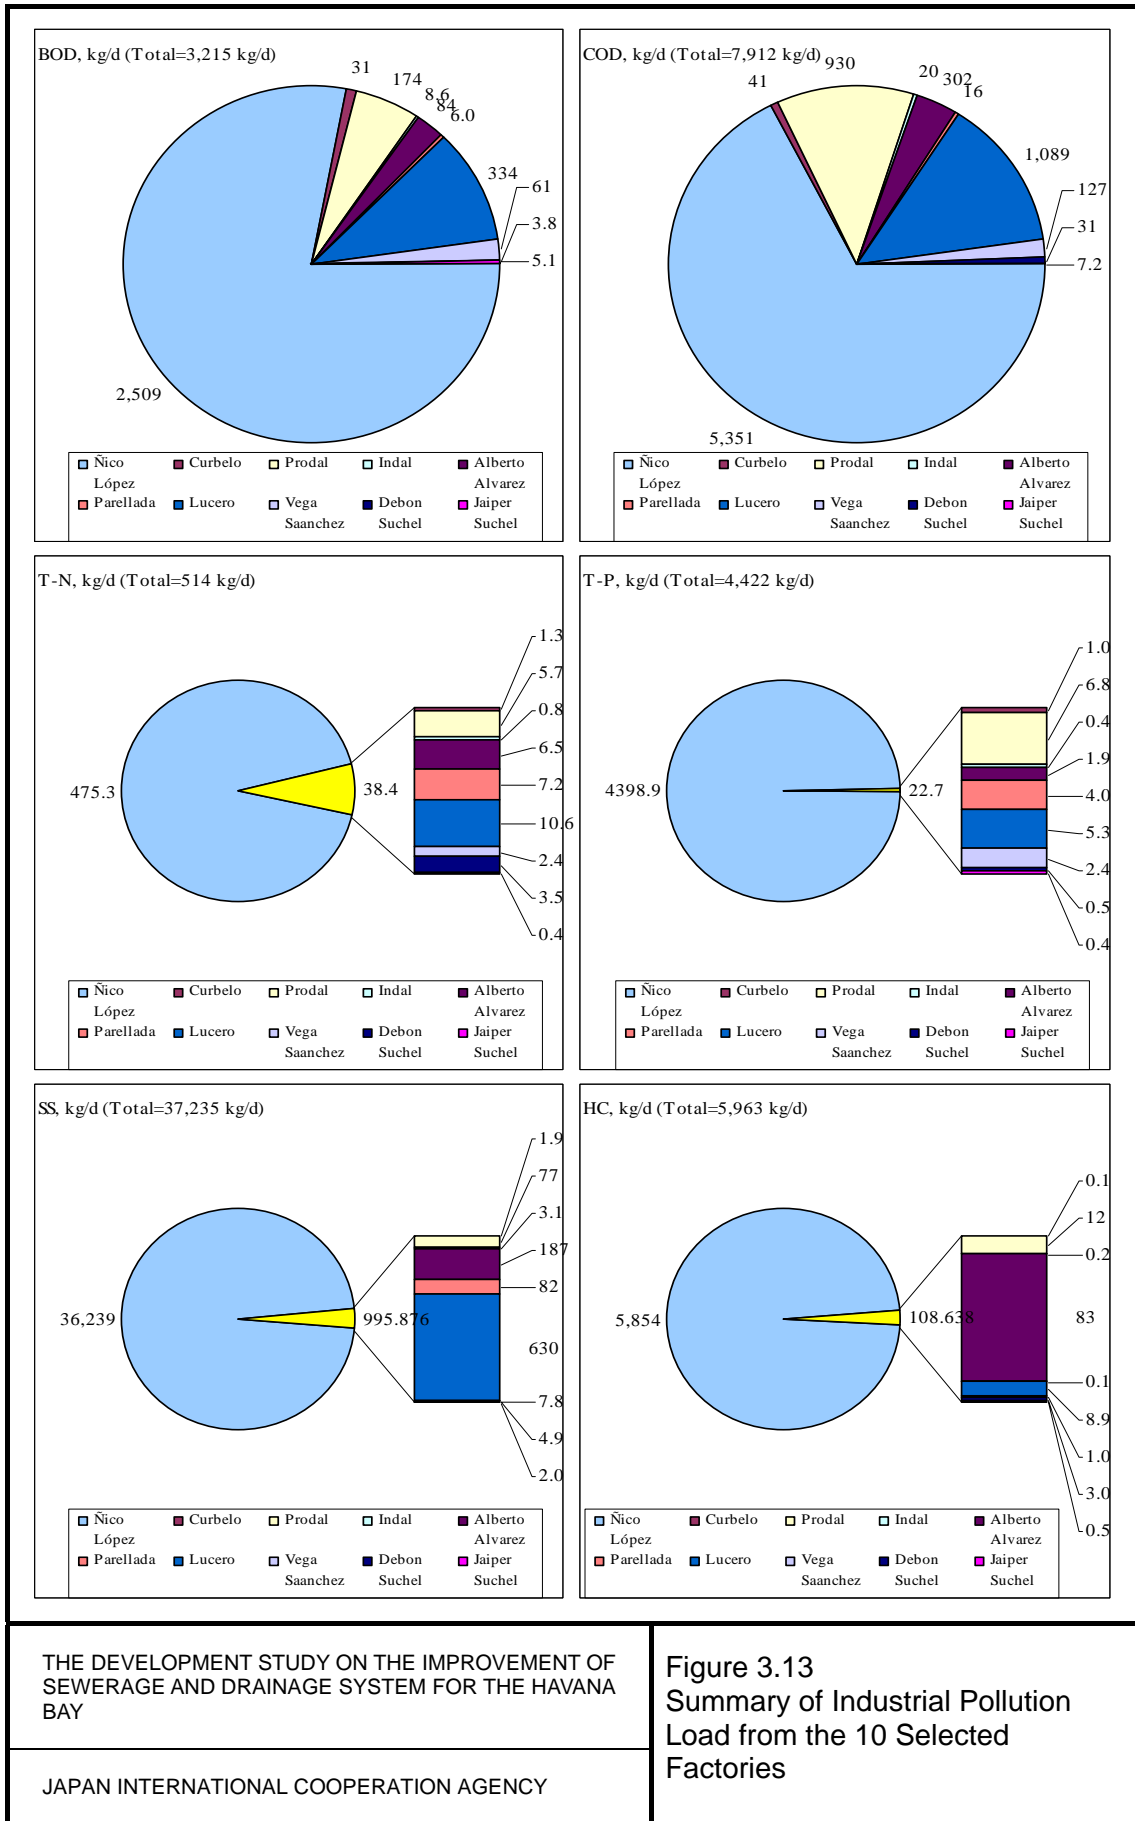 BOD, kg/d (Total=3,215 kg/d)
31
174
8.6
84
6.0
334
61
3.8
5.1
2,509
Ñico López
Curbelo
Prodal
Indal
Alberto Alvarez
Parellada
Lucero
Vega Saanchez
Debon Suchel
Jaiper Suchel
COD, kg/d (Total=7,912 kg/d)
41
930
20
302
16
1,089
127
31
7.2
5,351
Ñico López
Curbelo
Prodal
Indal
Alberto Alvarez
Parellada
Lucero
Vega Saanchez
Debon Suchel
Jaiper Suchel
T-N, kg/d (Total=514 kg/d)
475.3
38.4
1.3
5.7
0.8
6.5
7.2
10.6
2.4
3.5
0.4
Ñico López
Curbelo
Prodal
Indal
Alberto Alvarez
Parellada
Lucero
Vega Saanchez
Debon Suchel
Jaiper Suchel
T-P, kg/d (Total=4,422 kg/d)
4398.9
22.7
1.0
6.8
0.4
1.9
4.0
5.3
2.4
0.5
0.4
Ñico López
Curbelo
Prodal
Indal
Alberto Alvarez
Parellada
Lucero
Vega Saanchez
Debon Suchel
Jaiper Suchel
SS, kg/d (Total=37,235 kg/d)
36,239
995.876
1.9
77
3.1
187
82
630
7.8
4.9
2.0
Ñico López
Curbelo
Prodal
Indal
Alberto Alvarez
Parellada
Lucero
Vega Saanchez
Debon Suchel
Jaiper Suchel
HC, kg/d (Total=5,963 kg/d)
5,854
108.638
0.1
12
0.2
83
0.1
8.9
1.0
3.0
0.5
Ñico López
Curbelo
Prodal
Indal
Alberto Alvarez
Parellada
Lucero
Vega Saanchez
Debon Suchel
Jaiper Suchel
THE DEVELOPMENT STUDY ON THE IMPROVEMENT OF
SEWERAGE AND DRAINAGE SYSTEM FOR THE HAVANA
BAY
JAPAN INTERNATIONAL COOPERATION AGENCY
Figure 3.13
Summary of Industrial Pollution
Load from the 10 Selected
Factories